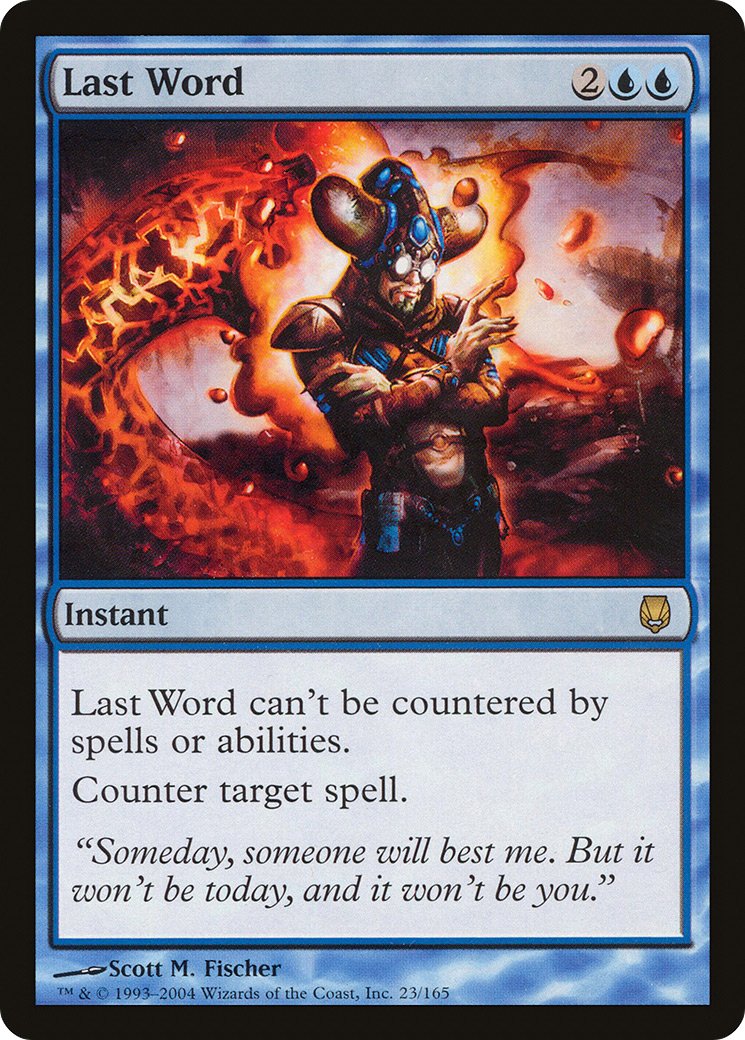 Last Word 2
Instant
Last Word can't be countered by
spells or abilities.
Counter target spell.
“Someday, someone will best me. But it
won't be today, and it won't be you.”
Scott M. Fischer
™ & © 1993–2004 Wizards of the Coast, Inc. 23/165